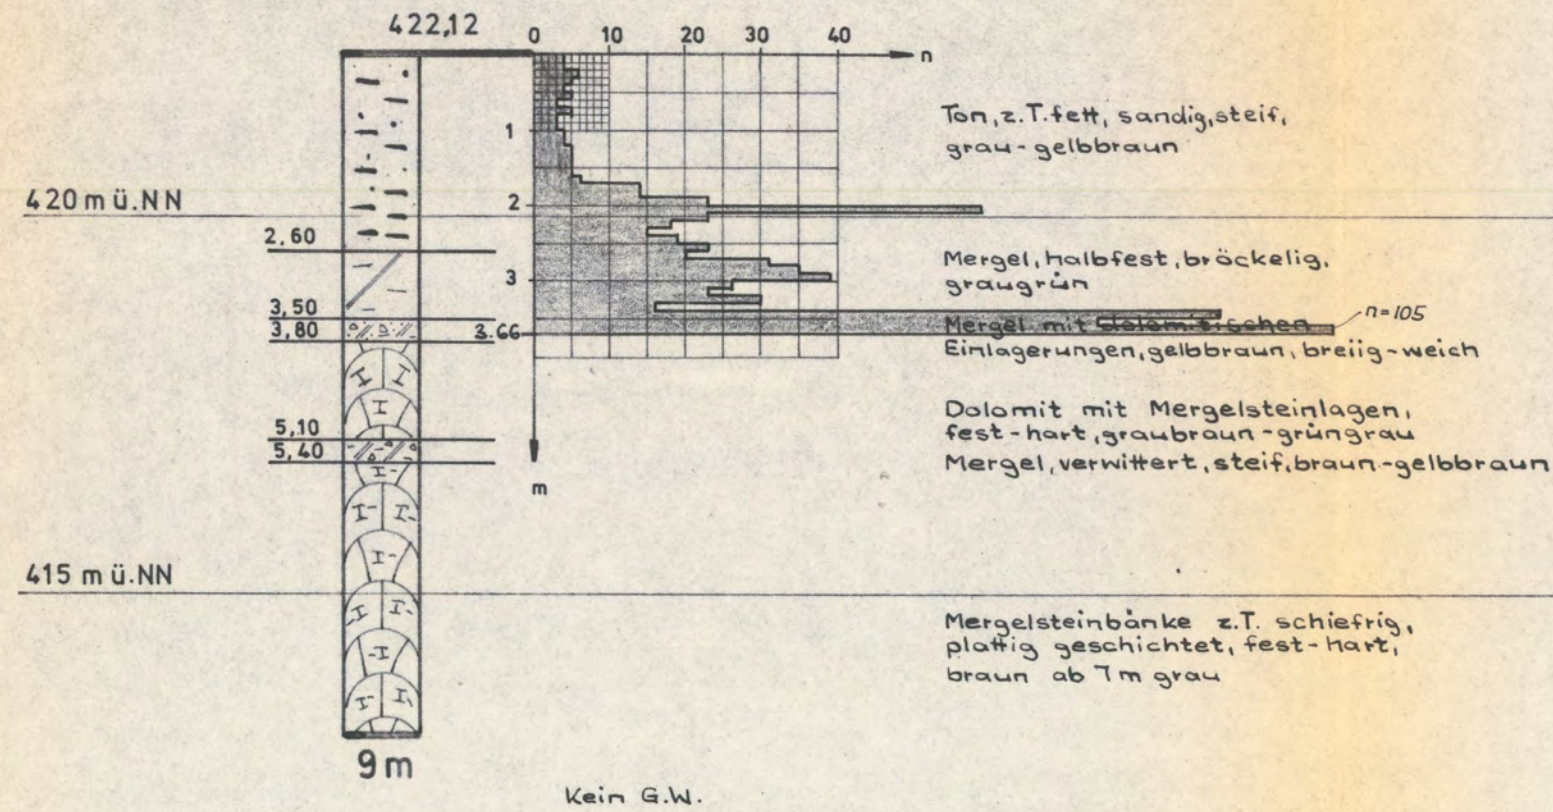 422,12
0 10 20 30 40 n
Ton, z.T. fett, sandig, steif,
grau-gelbbraun
1
420 m ü.NN
2
2,60
Mergel, halbfest, bröckelig,
graugrün
3
3,50
n=105
3,80
3.66
Mergel mit dolomitischen
Einlagerungen, gelbbraun, breiig-weich
Dolomit mit Mergelsteinlagen,
fest-hart, graubraun-grüngrau
5,10
5,40
Mergel, verwittert, steif, braun-gelbbraun
m
415 m ü.NN
Mergelsteinbänke z.T. schiefrig,
plattig geschichtet, fest-hart,
braun ab 7m grau
9m
Kein G.W.